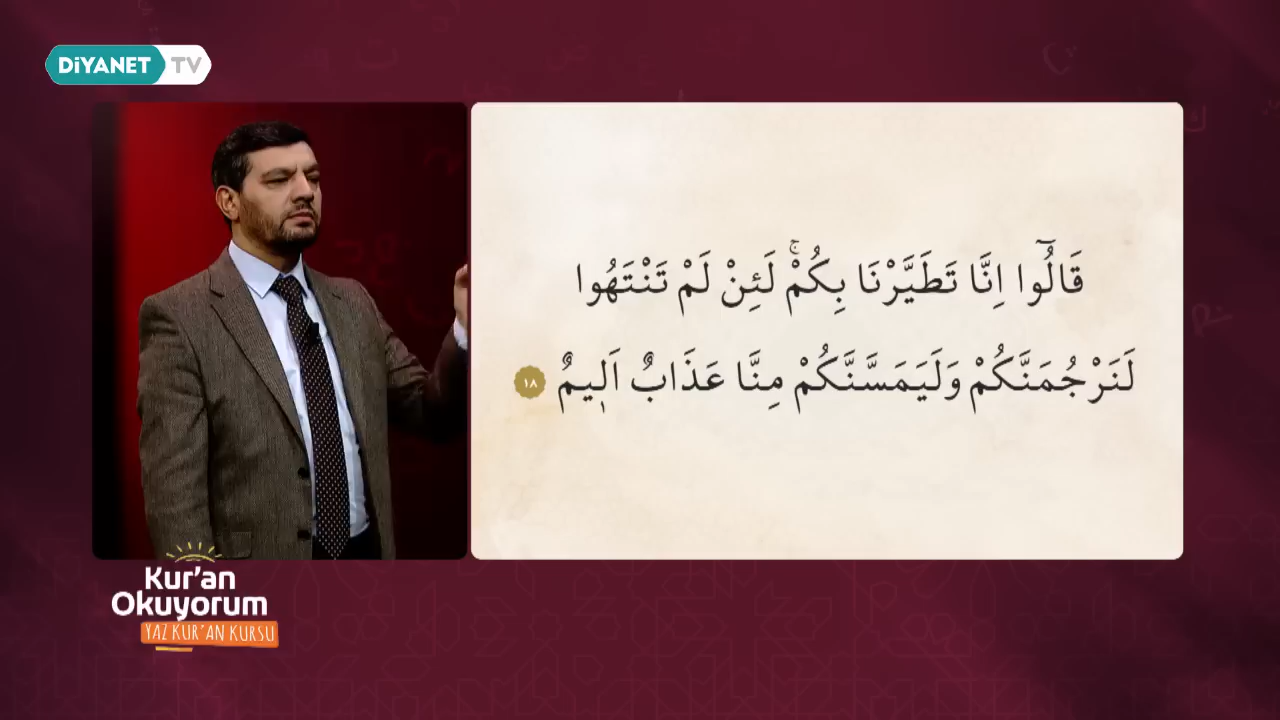 DİYANET TV
قَالُٓوا اِنَّا تَطَيَّرْنَا بِكُمْۚ لَئِنْ لَمْ تَنْتَهُوا
لَنَرْجُمَنَّكُمْ وَلَيَمَسَّنَّكُمْ مِنَّا عَذَابٌ اَل۪يمٌ ١٨
Kur'an
Okuyorum
YAZ KUR'AN KURSU